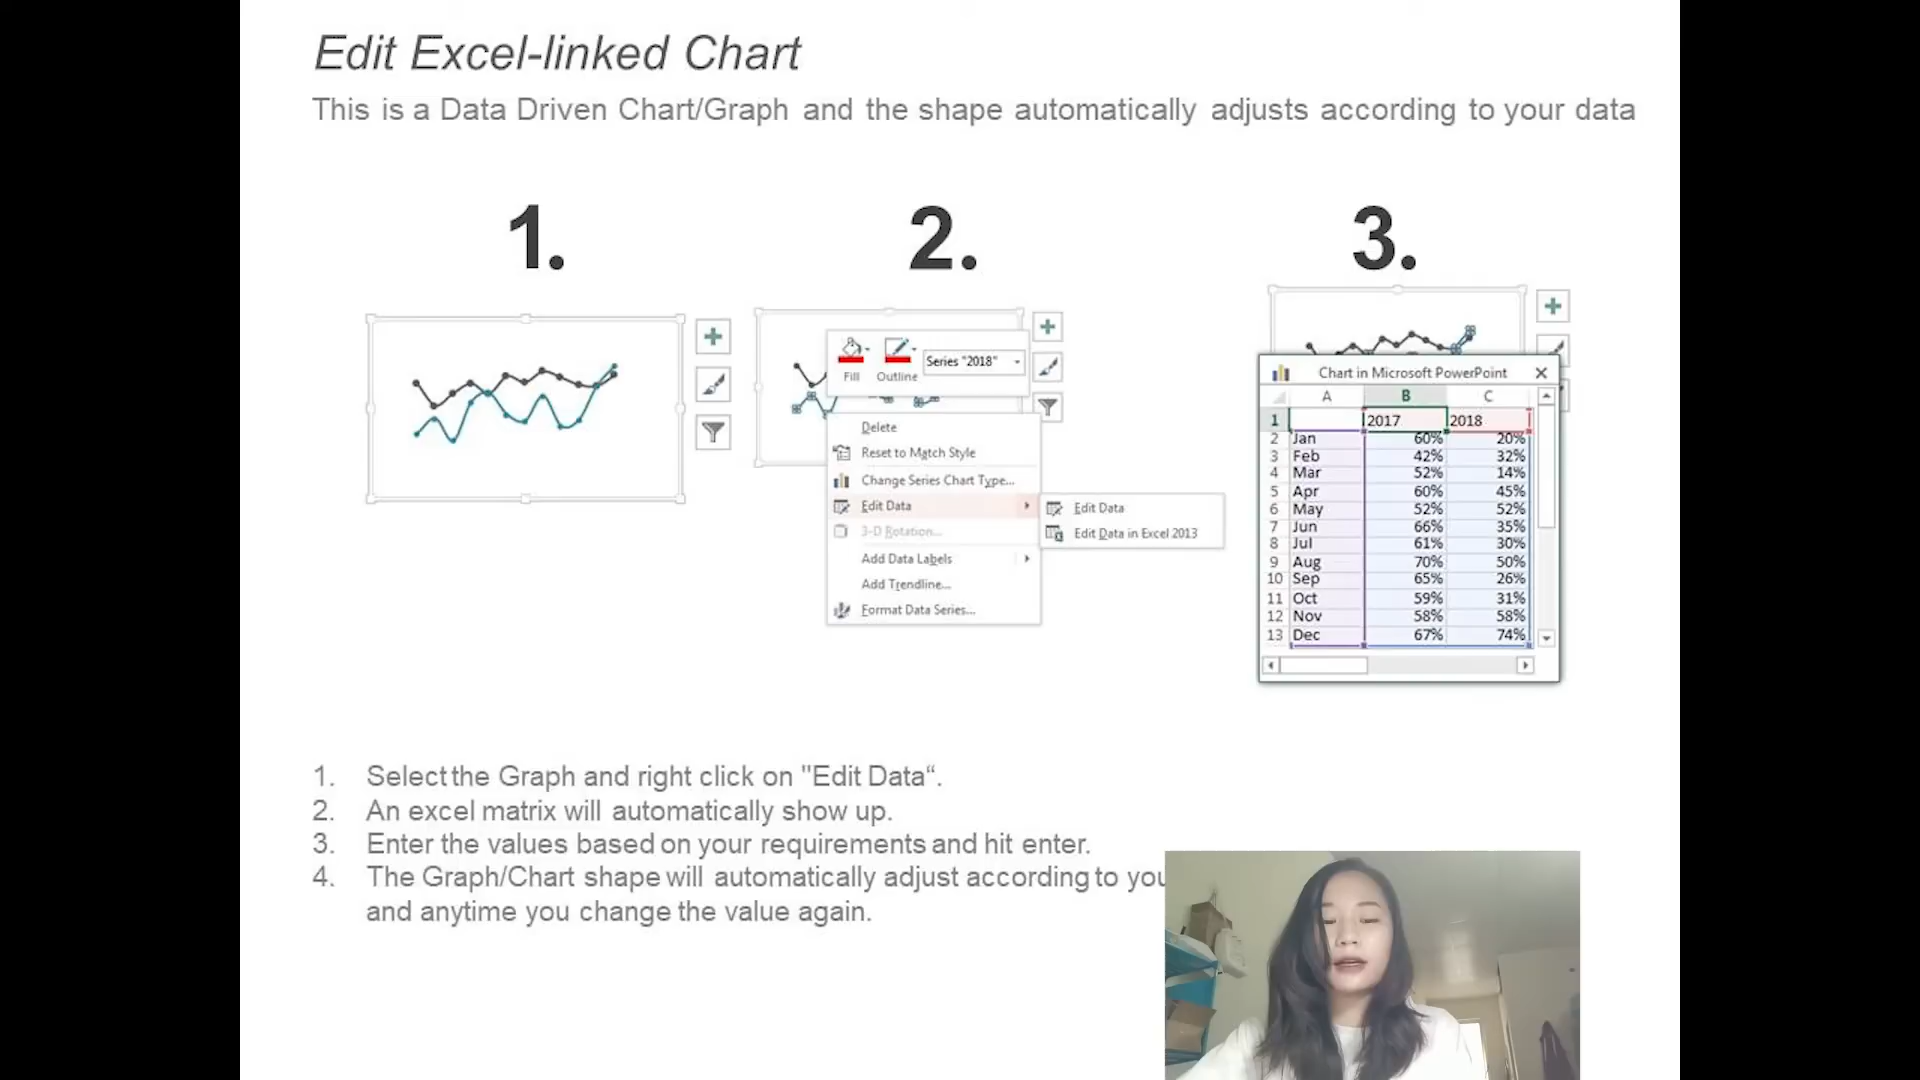 Edit Excel-linked Chart
This is a Data Driven Chart/Graph and the shape automatically adjusts according to your data
1.
2.
3.
Fill
Outline
Series "2018"
Delete
Reset to Match Style
Change Series Chart Type...
Edit Data
3-D Rotation...
Add Data Labels
Add Trendline...
Format Data Series...
Edit Data
Edit Data in Excel 2013
Chart in Microsoft PowerPoint
A B C
1 2017 2018
2 Jan 60% 20%
3 Feb 42% 32%
4 Mar 52% 14%
5 Apr 60% 45%
6 May 52% 52%
7 Jun 66% 35%
8 Jul 61% 30%
9 Aug 70% 50%
10 Sep 65% 26%
11 Oct 59% 31%
12 Nov 58% 58%
13 Dec 67% 74%
1. Select the Graph and right click on "Edit Data“.
2. An excel matrix will automatically show up.
3. Enter the values based on your requirements and hit enter.
4. The Graph/Chart shape will automatically adjust according to you
and anytime you change the value again.